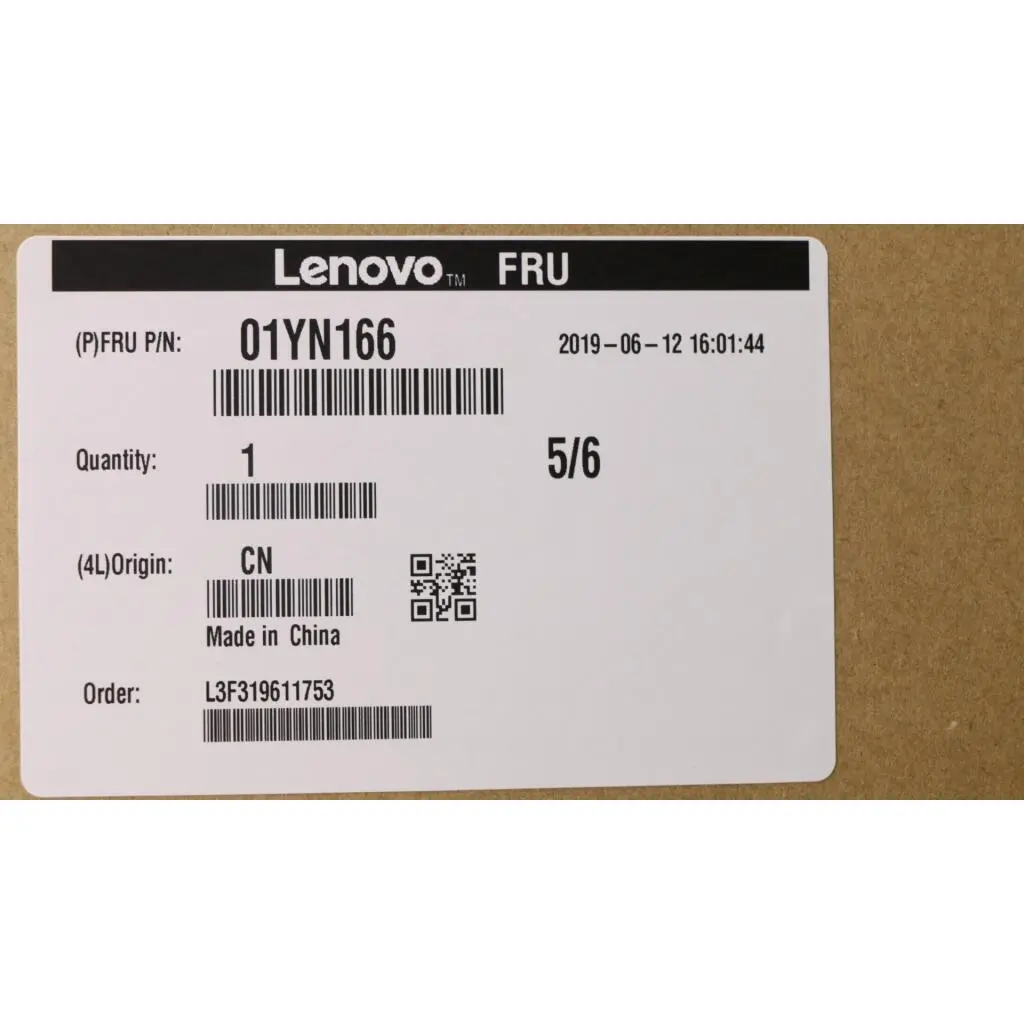 Lenovo™ FRU
(P)FRU P/N: 01YN166 2019-06-12 16:01:44
Quantity: 1 5/6
(4L)Origin: CN
Made in China
Order: L3F319611753